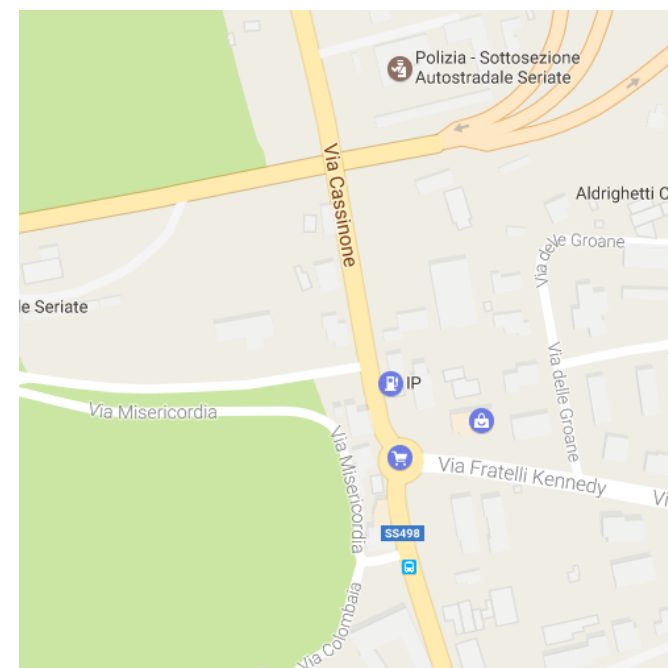 Polizia - Sottosezione
Autostradale Seriate
Via Cassinone
Aldrighetti C
Via delle Groane
le Seriate
Via delle Groane
IP
Via Misericordia
Via Misericordia
Via Fratelli Kennedy
Vi
SS498
Via Colombaia